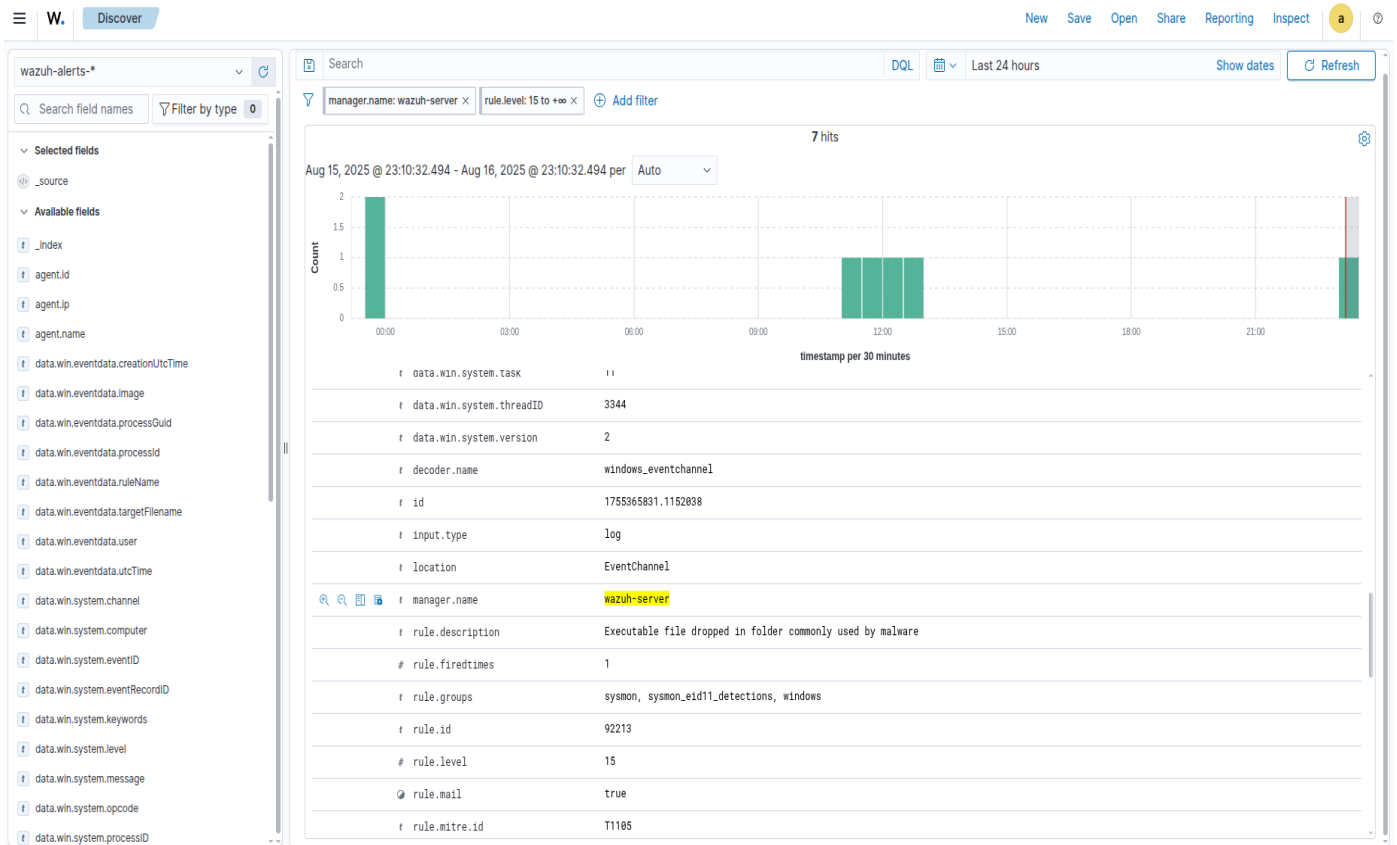 W. Discover New Save Open Share Reporting Inspect a
wazuh-alerts-*
Search field names Filter by type 0
Selected fields
_source
Available fields
t _index
t agent.id
t agent.ip
t agent.name
t data.win.eventdata.creationUtcTime
t data.win.eventdata.image
t data.win.eventdata.processGuid
t data.win.eventdata.processId
t data.win.eventdata.ruleName
t data.win.eventdata.targetFilename
t data.win.eventdata.user
t data.win.eventdata.utcTime
t data.win.system.channel
t data.win.system.computer
t data.win.system.eventID
t data.win.system.eventRecordID
t data.win.system.keywords
t data.win.system.level
t data.win.system.message
t data.win.system.opcode
t data.win.system.processID
Search DQL Last 24 hours Show dates Refresh
manager.name: wazuh-server × rule.level: 15 to +∞ × Add filter
7 hits
Aug 15, 2025 @ 23:10:32.494 - Aug 16, 2025 @ 23:10:32.494 per Auto
Count
2
1.5
1
0.5
0
00:00 03:00 06:00 09:00 12:00 15:00 18:00 21:00
timestamp per 30 minutes
t data.win.system.task 11
t data.win.system.threadID 3344
t data.win.system.version 2
t decoder.name windows_eventchannel
t id 1755365831.1152038
t input.type log
t location EventChannel
t manager.name wazuh-server
t rule.description Executable file dropped in folder commonly used by malware
# rule.firedtimes 1
t rule.groups sysmon, sysmon_eid11_detections, windows
t rule.id 92213
# rule.level 15
rule.mail true
t rule.mitre.id T1105